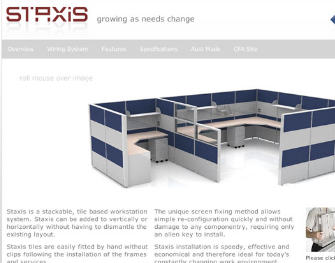 STAXIS growing as needs change
Overview Wiring System Features Specifications Aust Made CFA Site
roll mouse over image
Staxis is a stackable, tile based workstation
system. Staxis can be added to vertically or
horizontally without having to dismantle the
existing layout.
Staxis tiles are easily fitted by hand without
clips following the installation of the frames
and services.
The unique screen fixing method allows
simple re-configuration quickly and without
damage to any componentry, requiring only
an allen key to install.
Staxis installation is speedy, effective and
economical and therefore ideal for today's
constantly changing work environment.
Please clic